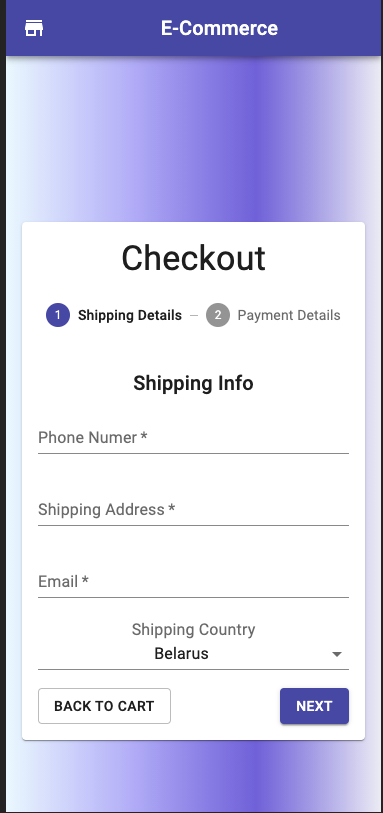 E-Commerce
Checkout
1 Shipping Details 2 Payment Details
Shipping Info
Phone Numer *
Shipping Address *
Email *
Shipping Country
Belarus
BACK TO CART NEXT